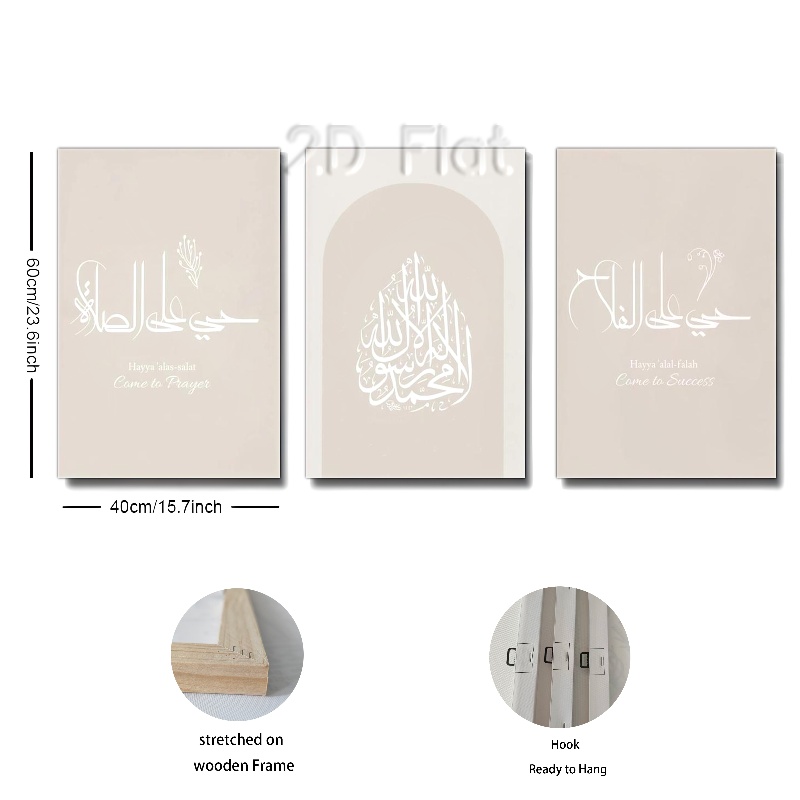 2D Flat
60cm/23.6inch
حي على الصلاة
Hayya 'alas-salat
Come to Prayer
لا إله إلا الله محمد رسول الله
حي على الفلاح
Hayya 'alal-falah
Come to Success
40cm/15.7inch
stretched on
wooden Frame
Hook
Ready to Hang